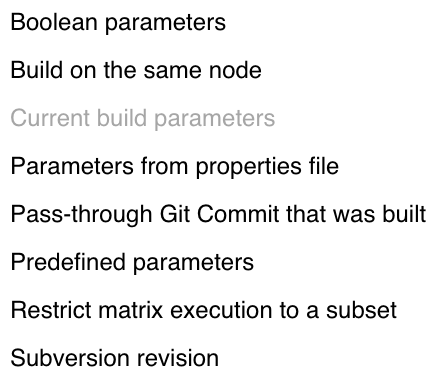 Boolean parameters
Build on the same node
Current build parameters
Parameters from properties file
Pass-through Git Commit that was built
Predefined parameters
Restrict matrix execution to a subset
Subversion revision